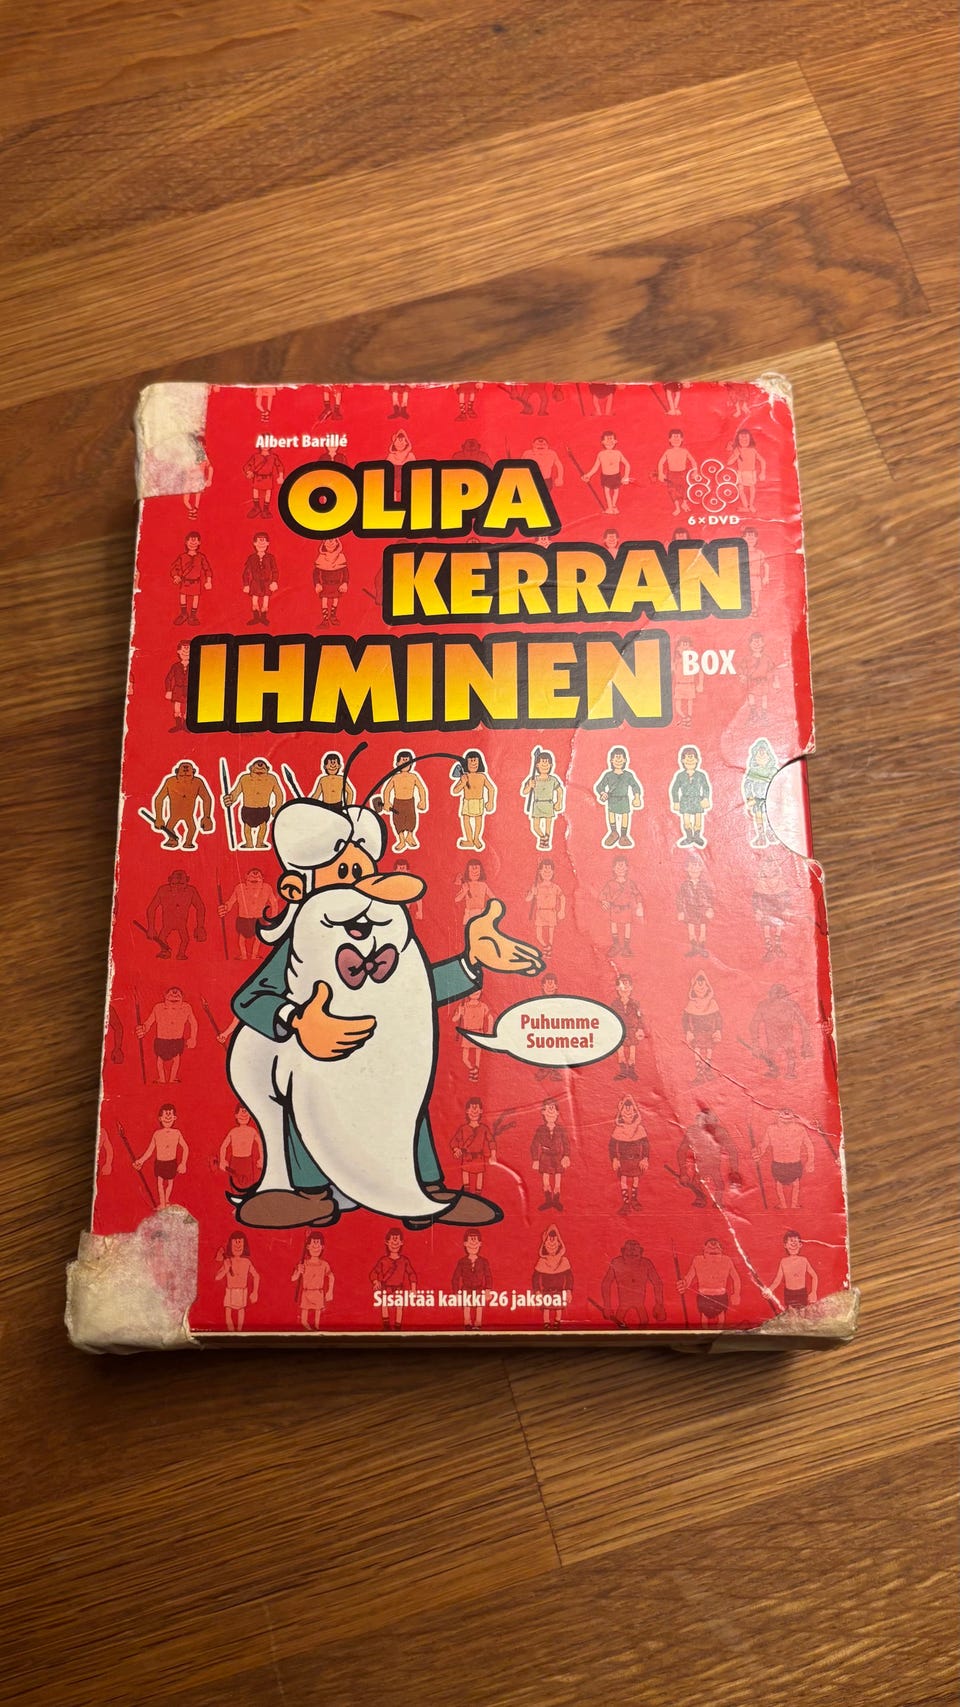 Albert Barillé
OLIPA
6×DVD
KERRAN
IHMINEN
BOX
Puhumme
Suomea!
Sisältää kaikki 26 jaksoa!